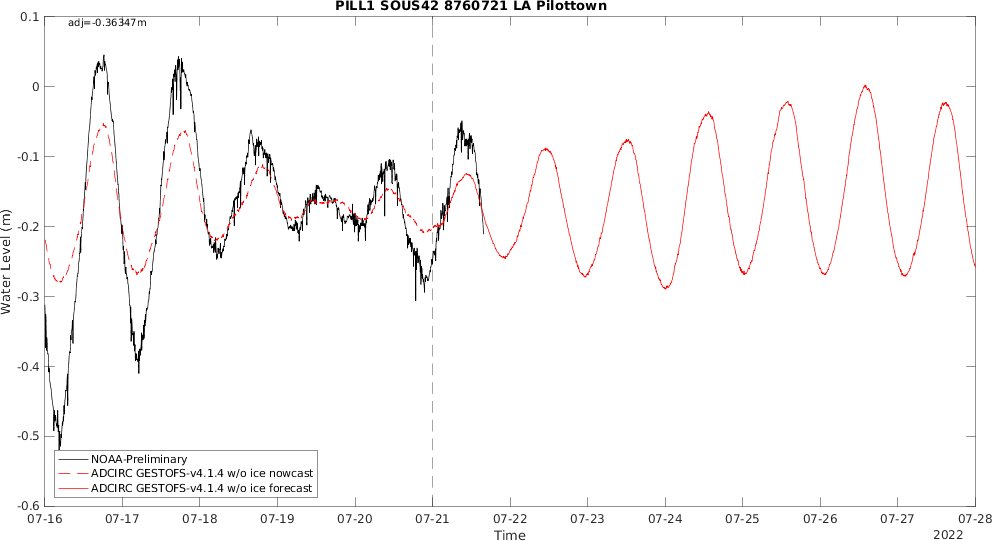 PILL1 SOUS42 8760721 LA Pilottown
adj=-0.36347m
0.1
0
-0.1
-0.2
-0.3
-0.4
-0.5
-0.6
Water Level (m)
NOAA-Preliminary
ADCIRC GESTOFS-v4.1.4 w/o ice nowcast
ADCIRC GESTOFS-v4.1.4 w/o ice forecast
07-16 07-17 07-18 07-19 07-20 07-21 07-22 07-23 07-24 07-25 07-26 07-27 07-28
Time
2022